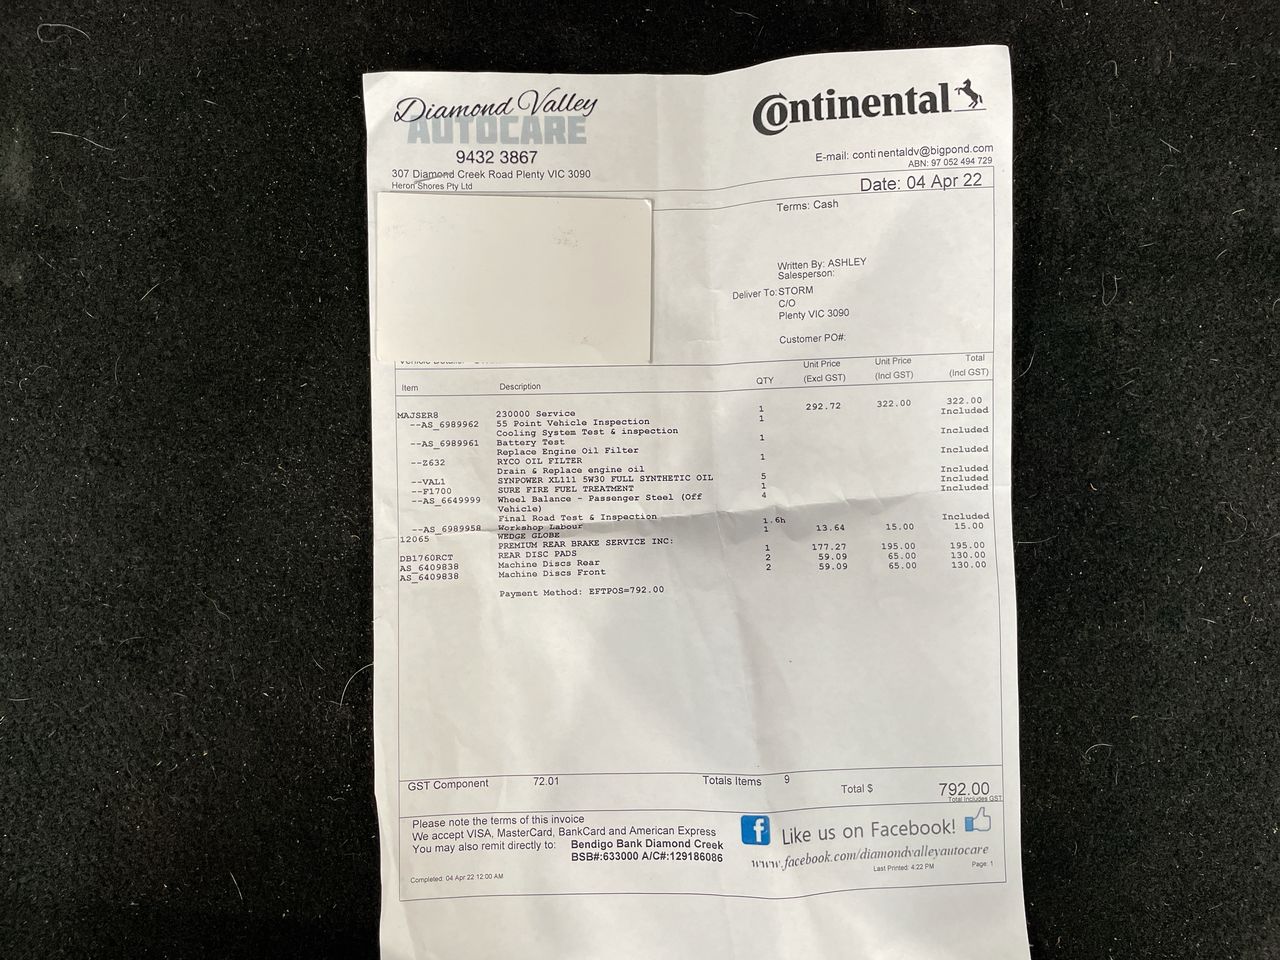 Diamond Valley
AUTOCARE
9432 3867
307 Diamond Creek Road Plenty VIC 3090
Heron Shores Pty Ltd
Continental
E-mail: continentaldv@bigpond.com
ABN: 97 052 494 729
Date: 04 Apr 22
Terms: Cash
Written By: ASHLEY
Salesperson:
Deliver To: STORM
C/O
Plenty VIC 3090
Customer PO#:
Item Description QTY Unit Price (Excl GST) Unit Price (Incl GST) Total (Incl GST)
MAJSER8 230000 Service 1 292.72 322.00 322.00
--AS_6989962 55 Point Vehicle Inspection 1 Included
Cooling System Test & inspection
--AS_6989961 Battery Test 1 Included
Replace Engine Oil Filter
--Z632 RYCO OIL FILTER 1 Included
Drain & Replace engine oil
--VAL1 SYNPOWER XL111 5W30 FULL SYNTHETIC OIL 5 Included
--F1700 SURE FIRE FUEL TREATMENT 1 Included
--AS_6649999 Wheel Balance - Passenger Steel (Off 4 Included
Vehicle)
Final Road Test & Inspection
--AS_6989958 Workshop Labour 1.6h Included
12065 WEDGE GLOBE 1 13.64 15.00 15.00
PREMIUM REAR BRAKE SERVICE INC:
DB1760RCT REAR DISC PADS 1 177.27 195.00 195.00
AS_6409838 Machine Discs Rear 2 59.09 65.00 130.00
AS_6409838 Machine Discs Front 2 59.09 65.00 130.00
Payment Method: EFTPOS=792.00
GST Component 72.01 Totals Items 9 Total $ 792.00
Total Includes GST
Please note the terms of this invoice
We accept VISA, MasterCard, BankCard and American Express
You may also remit directly to: Bendigo Bank Diamond Creek
BSB#:633000 A/C#:129186086
f Like us on Facebook!
www.facebook.com/diamondvalleyautocare
Completed: 04 Apr 22 12:00 AM
Last Printed: 4:22 PM
Page: 1